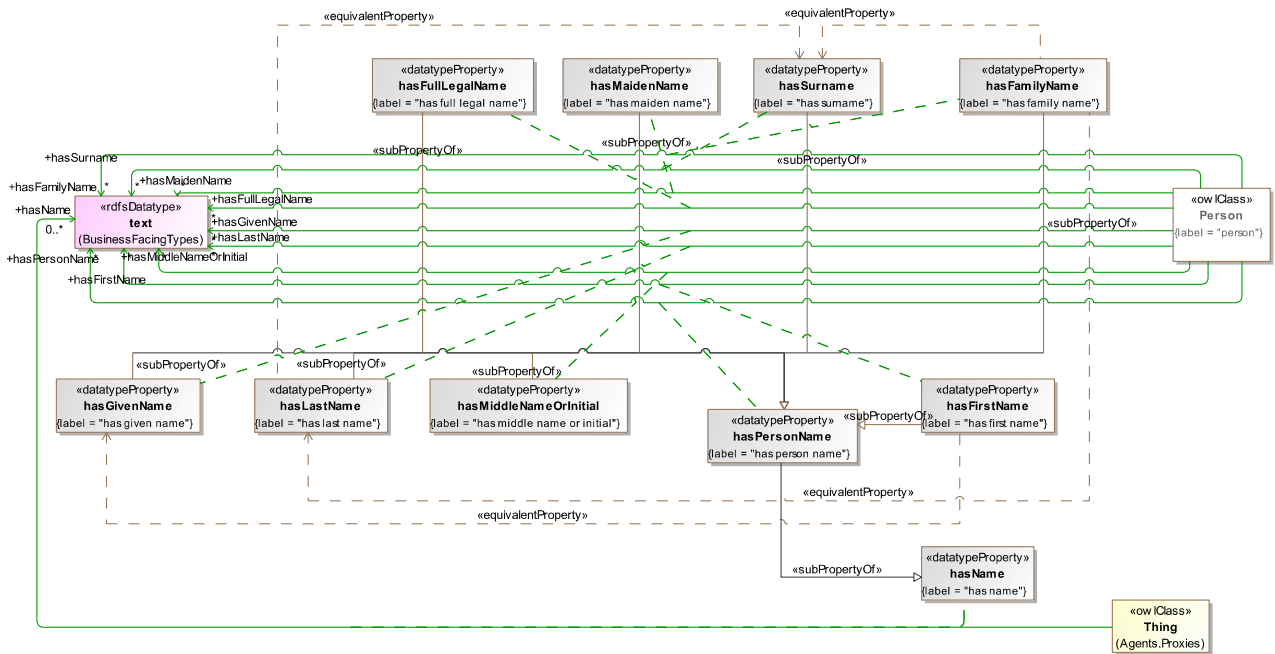 «equivalentProperty»
«equivalentProperty»
«datatypeProperty»
hasFullLegalName
{label = "has full legal name"}
«datatypeProperty»
hasMaidenName
{label = "has maiden name"}
«datatypeProperty»
hasSurname
{label = "has surname"}
«datatypeProperty»
hasFamilyName
{label = "has family name"}
«subPropertyOf»
«subPropertyOf»
«subPropertyOf»
+hasSurname
+hasFamilyName
*
*
+hasMaidenName
+hasName
0..*
«rdfsDatatype»
text
(BusinessFacingTypes)
+hasFullLegalName
*
+hasGivenName
+hasLastName
*
«subPropertyOf»
«owlClass»
Person
{label = "person"}
+hasPersonName
*
+hasMiddleNameOrInitial
+hasFirstName
«subPropertyOf»
«subPropertyOf»
«subPropertyOf»
«datatypeProperty»
hasGivenName
{label = "has given name"}
«datatypeProperty»
hasLastName
{label = "has last name"}
«datatypeProperty»
hasMiddleNameOrInitial
{label = "has middle name or initial"}
«datatypeProperty»
hasPersonName
{label = "has person name"}
«subPropertyOf»
«datatypeProperty»
hasFirstName
{label = "has first name"}
«equivalentProperty»
«equivalentProperty»
«subPropertyOf»
«datatypeProperty»
hasName
{label = "has name"}
«owlClass»
Thing
(Agents.Proxies)